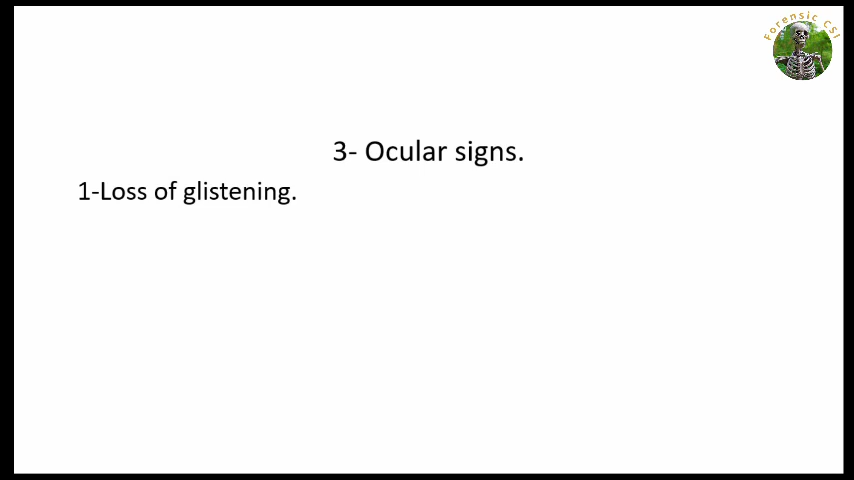 Forensic CSI
3- Ocular signs.
1-Loss of glistening.